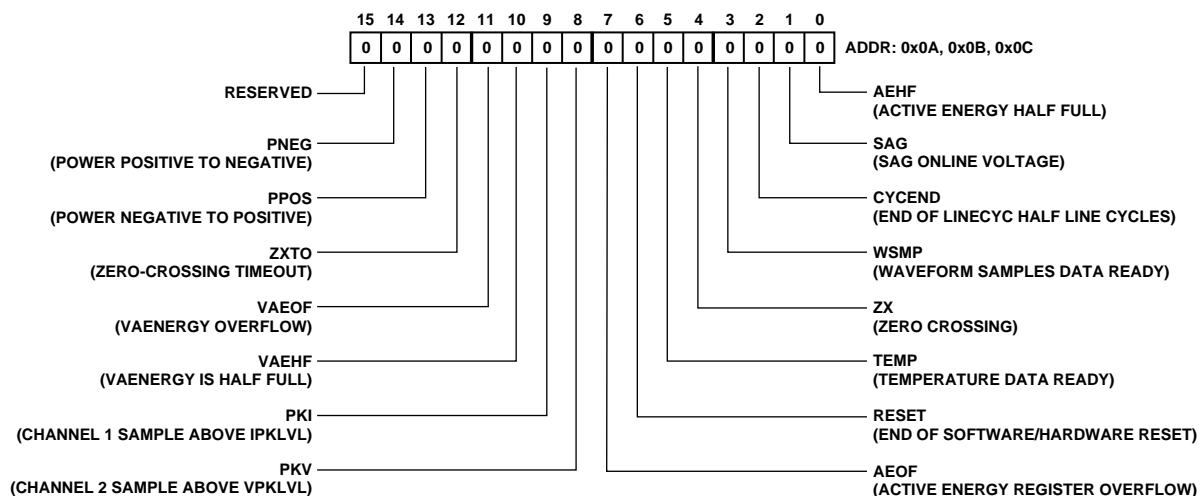 15 14 13 12 11 10 9 8 7 6 5 4 3 2 1 0
0 0 0 0 0 0 0 0 0 0 0 0 0 0 0 0
ADDR: 0x0A, 0x0B, 0x0C
RESERVED
PNEG
(POWER POSITIVE TO NEGATIVE)
PPOS
(POWER NEGATIVE TO POSITIVE)
ZXTO
(ZERO-CROSSING TIMEOUT)
VAEOF
(VAENERGY OVERFLOW)
VAEHF
(VAENERGY IS HALF FULL)
PKI
(CHANNEL 1 SAMPLE ABOVE IPKLVL)
PKV
(CHANNEL 2 SAMPLE ABOVE VPKLVL)
AEHF
(ACTIVE ENERGY HALF FULL)
SAG
(SAG ONLINE VOLTAGE)
CYCEND
(END OF LINECYC HALF LINE CYCLES)
WSMP
(WAVEFORM SAMPLES DATA READY)
ZX
(ZERO CROSSING)
TEMP
(TEMPERATURE DATA READY)
RESET
(END OF SOFTWARE/HARDWARE RESET)
AEOF
(ACTIVE ENERGY REGISTER OVERFLOW)